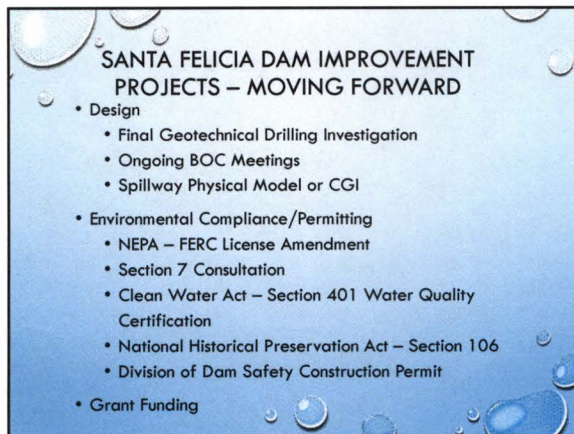 SANTA FELICIA DAM IMPROVEMENT
PROJECTS – MOVING FORWARD
• Design
• Final Geotechnical Drilling Investigation
• Ongoing BOC Meetings
• Spillway Physical Model or CGI
• Environmental Compliance/Permitting
• NEPA – FERC License Amendment
• Section 7 Consultation
• Clean Water Act – Section 401 Water Quality
Certification
• National Historical Preservation Act – Section 106
• Division of Dam Safety Construction Permit
• Grant Funding